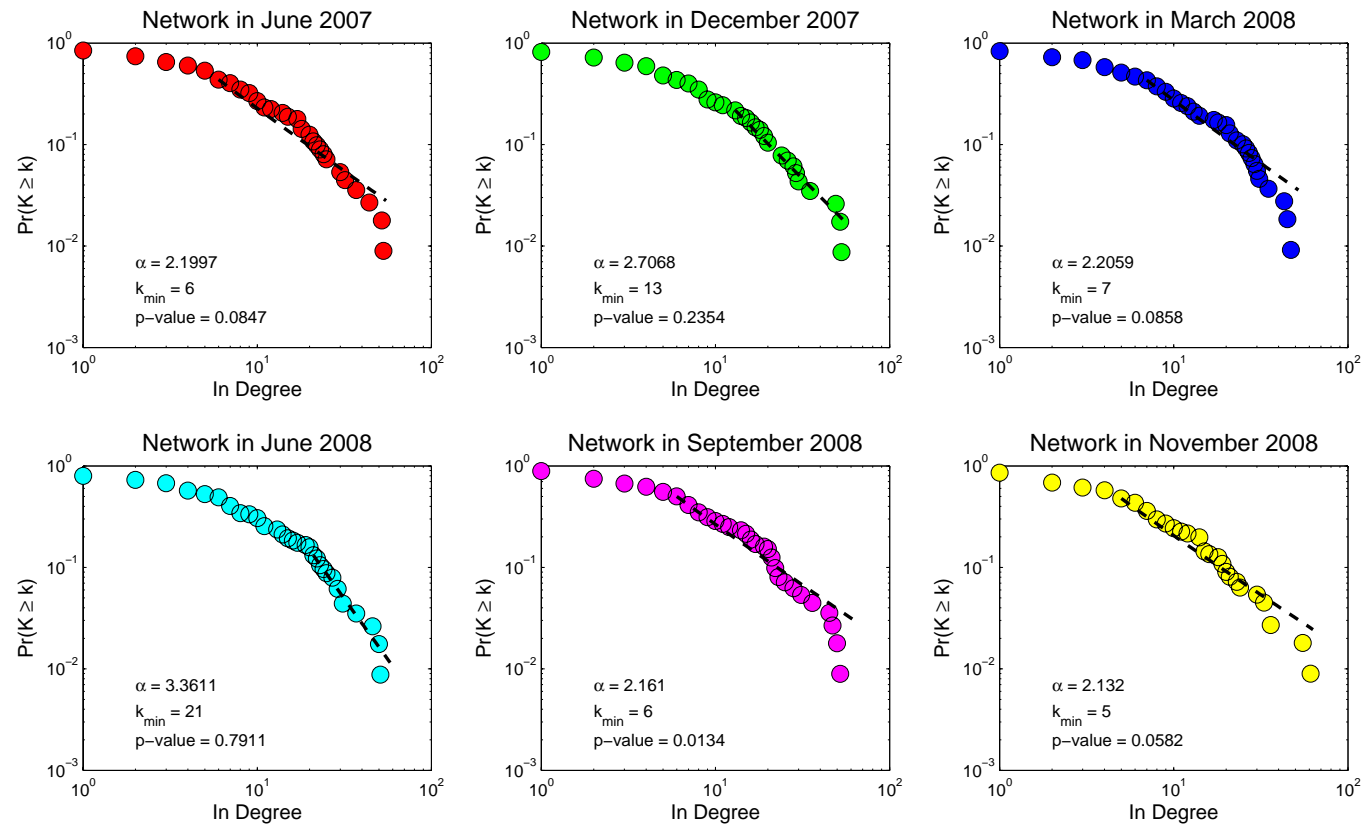 Network in June 2007
Network in December 2007
Network in March 2008
10^0
10^−1
10^−2
10^−3
Pr(K ≥ k)
α = 2.1997
k_min = 6
p−value = 0.0847
10^0 10^1 10^2
In Degree
10^0
10^−1
10^−2
10^−3
Pr(K ≥ k)
α = 2.7068
k_min = 13
p−value = 0.2354
10^0 10^1 10^2
In Degree
10^0
10^−1
10^−2
10^−3
Pr(K ≥ k)
α = 2.2059
k_min = 7
p−value = 0.0858
10^0 10^1 10^2
In Degree
Network in June 2008
Network in September 2008
Network in November 2008
10^0
10^−1
10^−2
10^−3
Pr(K ≥ k)
α = 3.3611
k_min = 21
p−value = 0.7911
10^0 10^1 10^2
In Degree
10^0
10^−1
10^−2
10^−3
Pr(K ≥ k)
α = 2.161
k_min = 6
p−value = 0.0134
10^0 10^1 10^2
In Degree
10^0
10^−1
10^−2
10^−3
Pr(K ≥ k)
α = 2.132
k_min = 5
p−value = 0.0582
10^0 10^1 10^2
In Degree